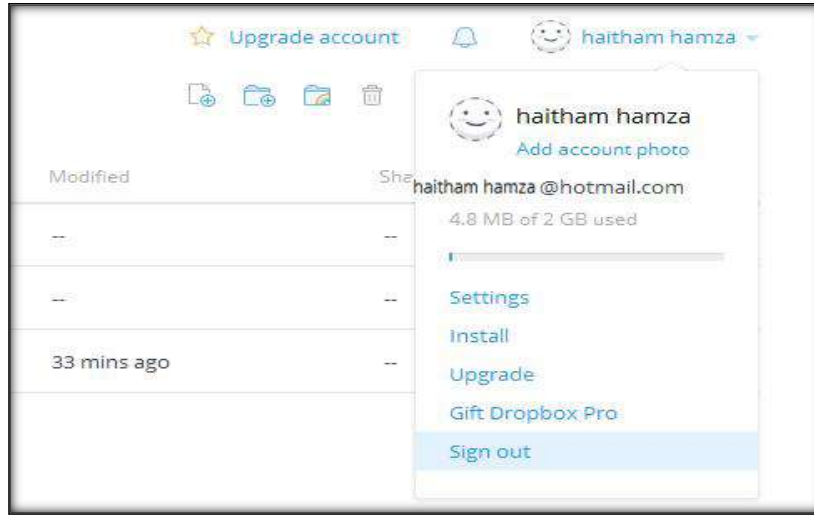 Upgrade account haitham hamza
haitham hamza
Add account photo
Modified Sha
haitham hamza @hotmail.com
4.8 MB of 2 GB used
-- --
-- --
Settings
Install
33 mins ago --
Upgrade
Gift Dropbox Pro
Sign out